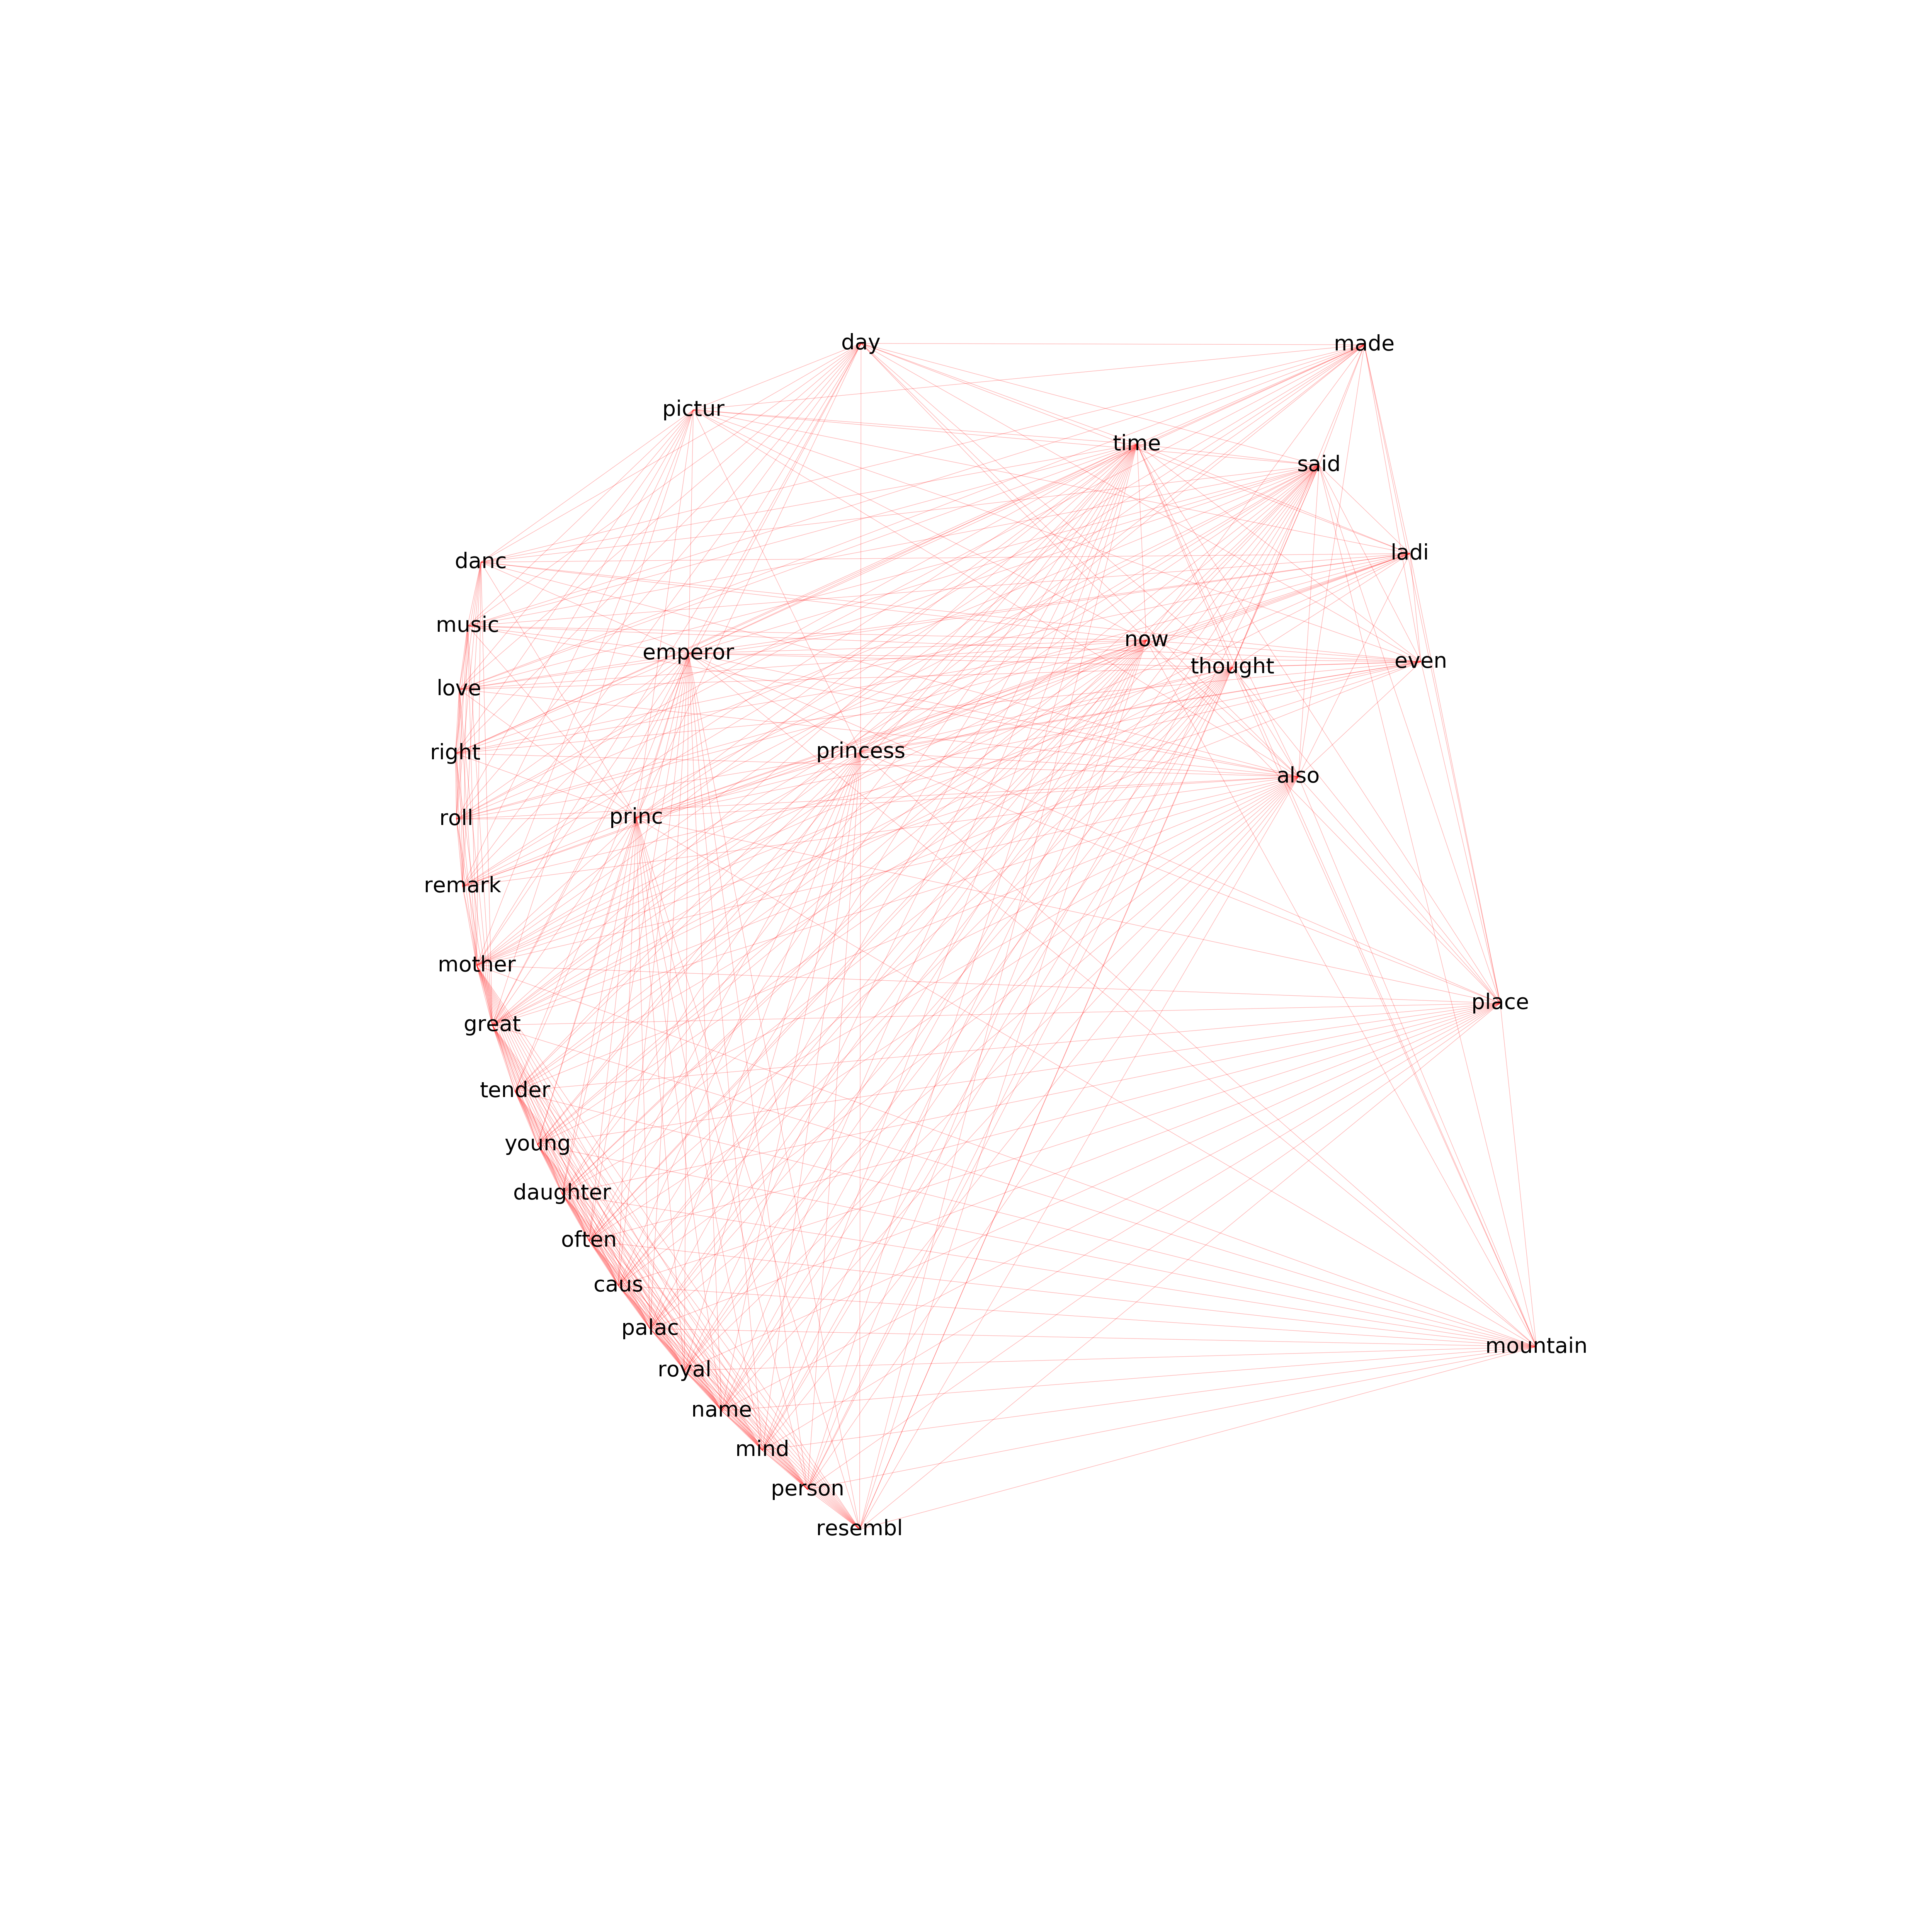 day
made
pictur
time
said
ladi
danc
music
now
emperor
even
thought
love
princess
right
also
princ
roll
remark
mother
place
great
tender
young
daughter
often
caus
palac
mountain
royal
name
mind
person
resembl